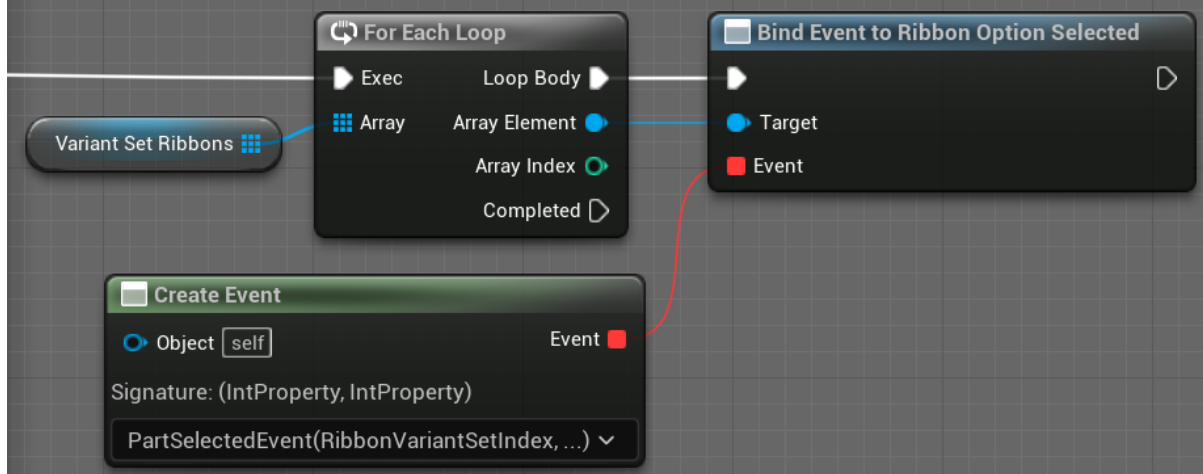 For Each Loop
Bind Event to Ribbon Option Selected
Exec
Loop Body
Variant Set Ribbons
Array
Array Element
Target
Array Index
Event
Completed
Create Event
Object
self
Event
Signature: (IntProperty, IntProperty)
PartSelectedEvent(RibbonVariantSetIndex, ...)